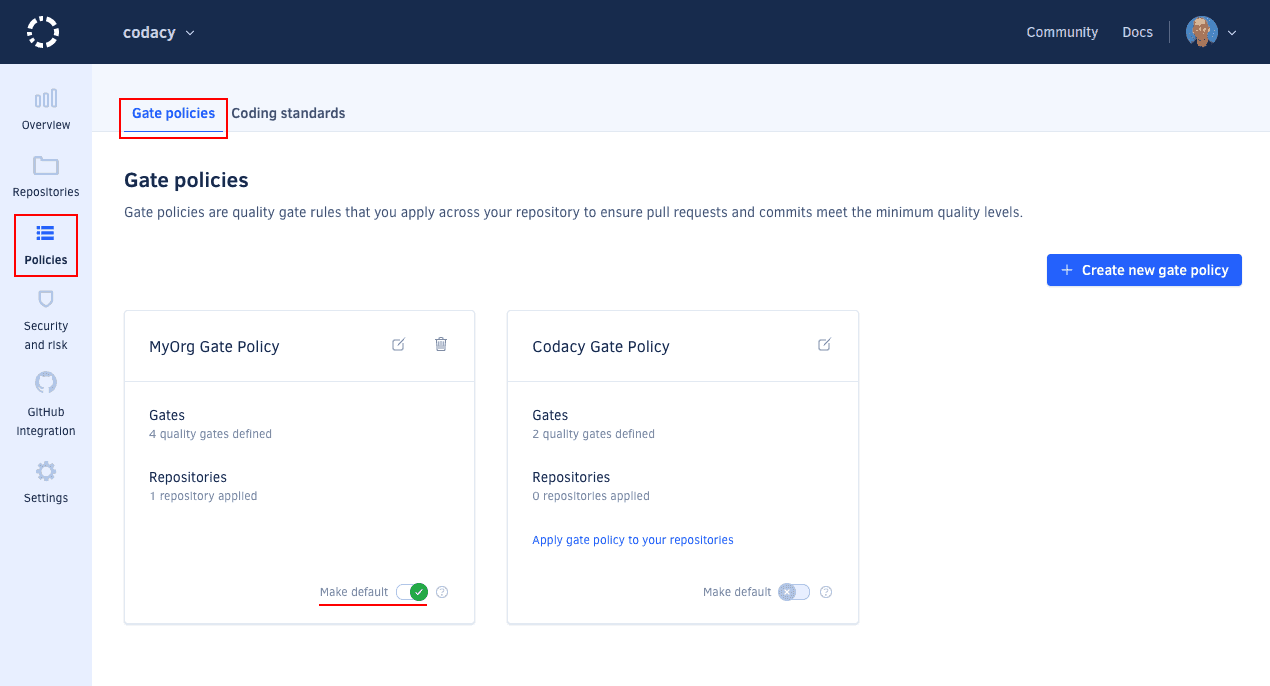 codacy
Community
Docs
Overview
Repositories
Policies
Security
and risk
GitHub
Integration
Settings
Gate policies
Coding standards
Gate policies
Gate policies are quality gate rules that you apply across your repository to ensure pull requests and commits meet the minimum quality levels.
+ Create new gate policy
MyOrg Gate Policy
Gates
4 quality gates defined
Repositories
1 repository applied
Make default
?
Codacy Gate Policy
Gates
2 quality gates defined
Repositories
0 repositories applied
Apply gate policy to your repositories
Make default
?